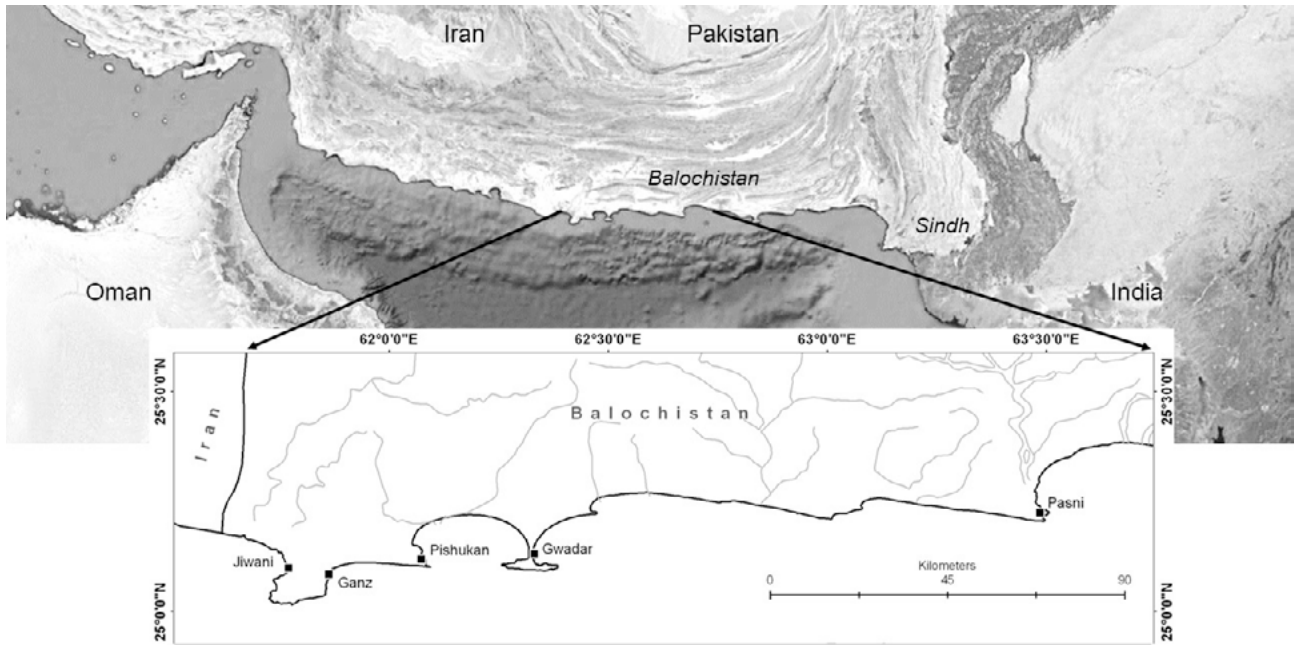 Iran
Pakistan
Balochistan
Sindh
Oman
India
62°0'0"E
62°30'0"E
63°0'0"E
63°30'0"E
25°30'0"N
25°30'0"N
Iran
Balochistan
Pasni
Jiwani
Ganz
Pishukan
Gwadar
Kilometers
0
45
90
25°0'0"N
25°0'0"N